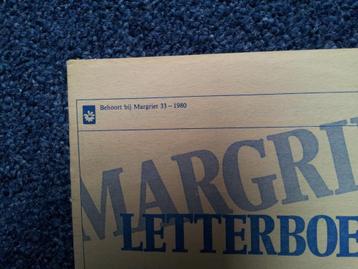 Behoort bij Margriet 33 – 1980
MARGRI
LETTERBOE